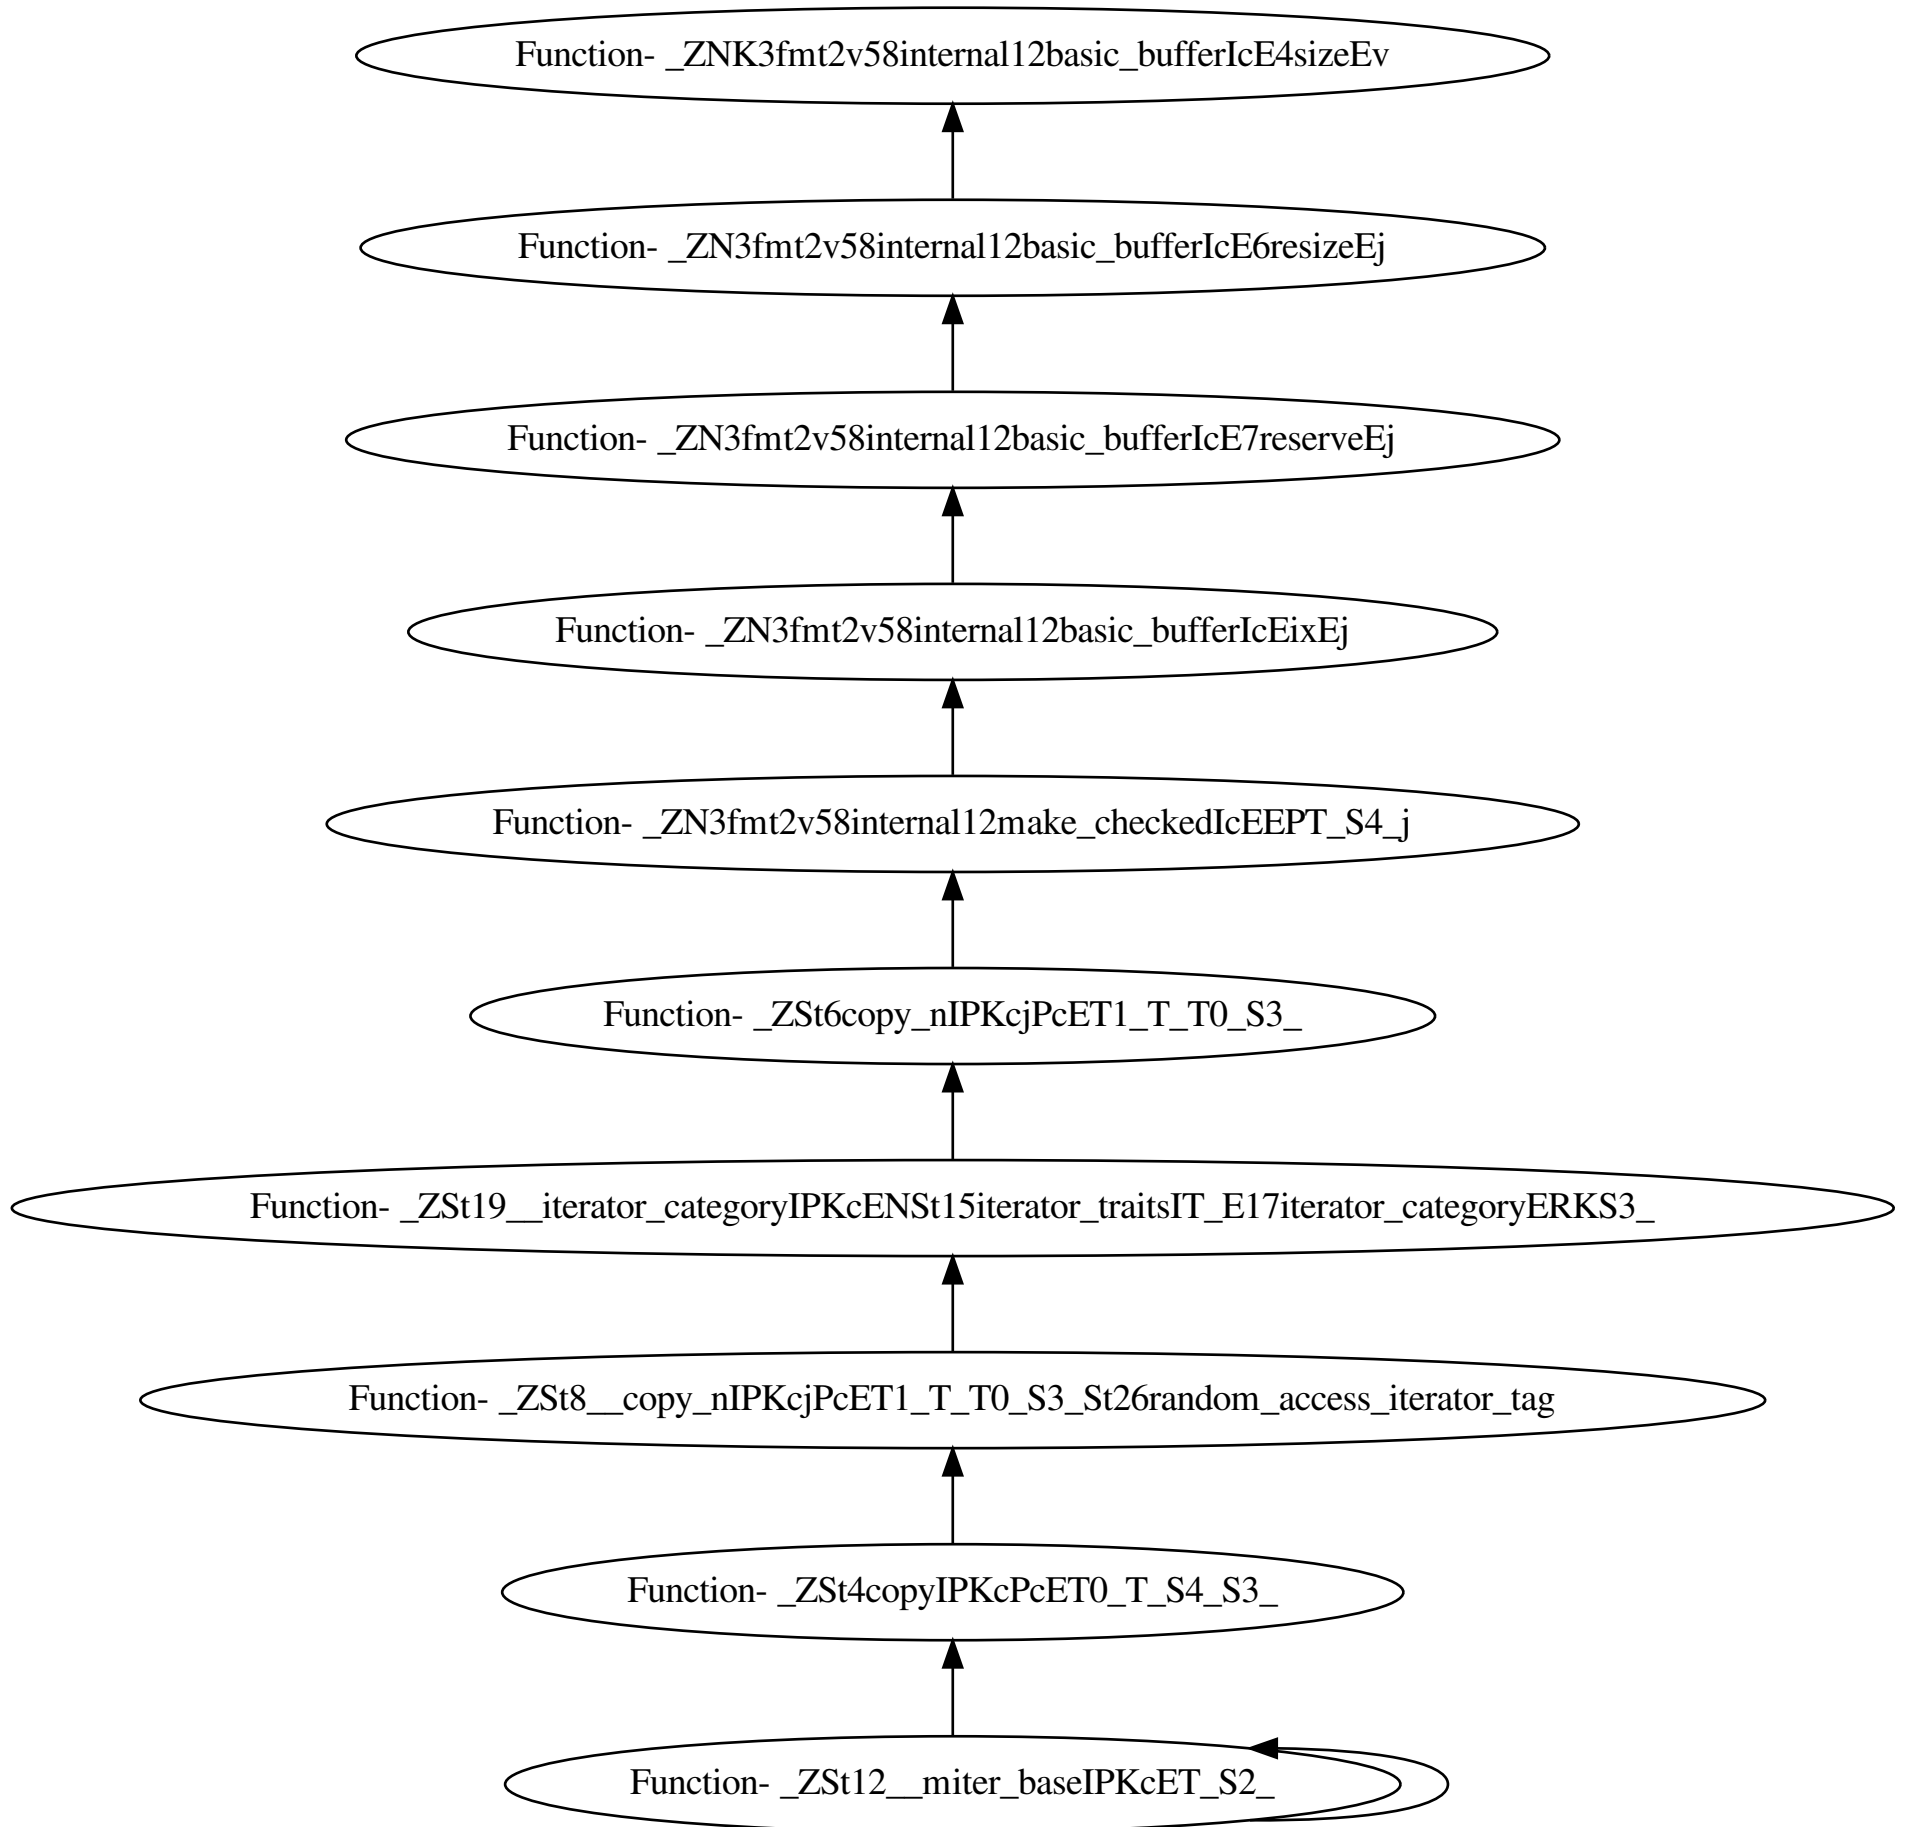 Function- _ZNK3fmt2v58internal12basic_bufferIcE4sizeEv
Function- _ZN3fmt2v58internal12basic_bufferIcE6resizeEj
Function- _ZN3fmt2v58internal12basic_bufferIcE7reserveEj
Function- _ZN3fmt2v58internal12basic_bufferIcEixEj
Function- _ZN3fmt2v58internal12make_checkedIcEEPT_S4_j
Function- _ZSt6copy_nIPKcjPcET1_T_T0_S3_
Function- _ZSt19__iterator_categoryIPKcENSt15iterator_traitsIT_E17iterator_categoryERKS3_
Function- _ZSt8__copy_nIPKcjPcET1_T_T0_S3_St26random_access_iterator_tag
Function- _ZSt4copyIPKcPcET0_T_S4_S3_
Function- _ZSt12__miter_baseIPKcET_S2_